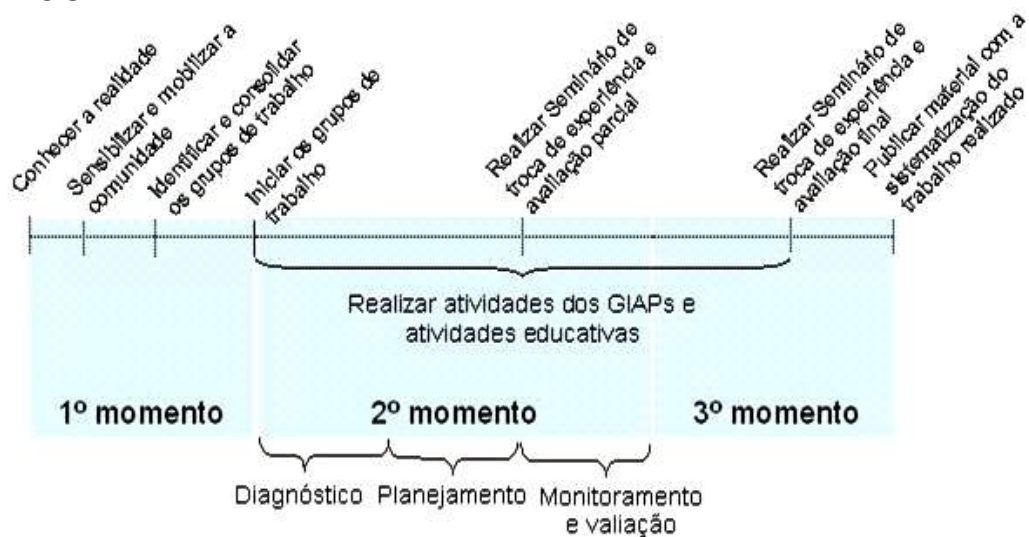 Conhecer a realidade
Sensibilizar e mobilizar a
comunidade
Identificar e consolidar
os grupos de trabalho
Iniciar os grupos de
trabalho
Realizar Seminário de
troca de experiência e
avaliação parcial
Realizar Seminário de
troca de experiência e
avaliação final
Publicar material com a
sistematização do
trabalho realizado
Realizar atividades dos GIAPs e
atividades educativas
1º momento
2º momento
3º momento
Diagnóstico
Planejamento
Monitoramento
e valiação